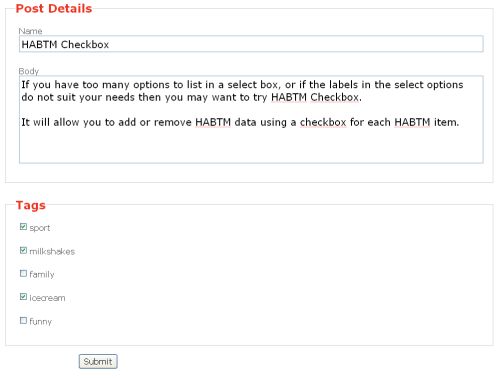 Post Details
Name
HABTM Checkbox
Body
If you have too many options to list in a select box, or if the labels in the select options
do not suit your needs then you may want to try HABTM Checkbox.
It will allow you to add or remove HABTM data using a checkbox for each HABTM item.
Tags
sport
milkshakes
family
icecream
funny
Submit